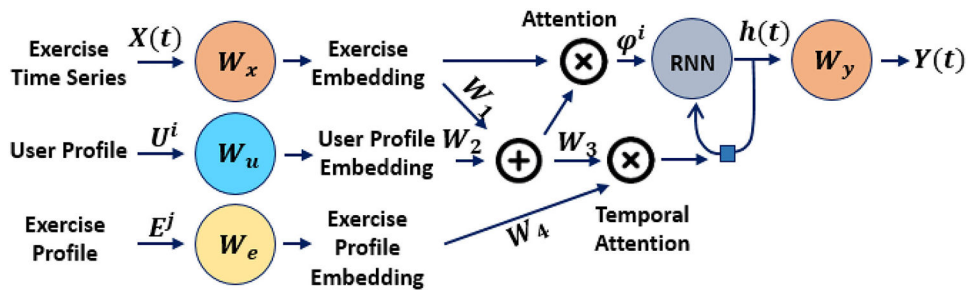 Attention
Exercise
Time Series
X(t)
W_x
Exercise
Embedding
φ^i
RNN
h(t)
W_y
Y(t)
W_1
User Profile
U^i
W_u
User Profile
Embedding
W_2
+
W_3
×
×
Temporal
Attention
Exercise
Profile
E^j
W_e
Exercise
Profile
Embedding
W_4